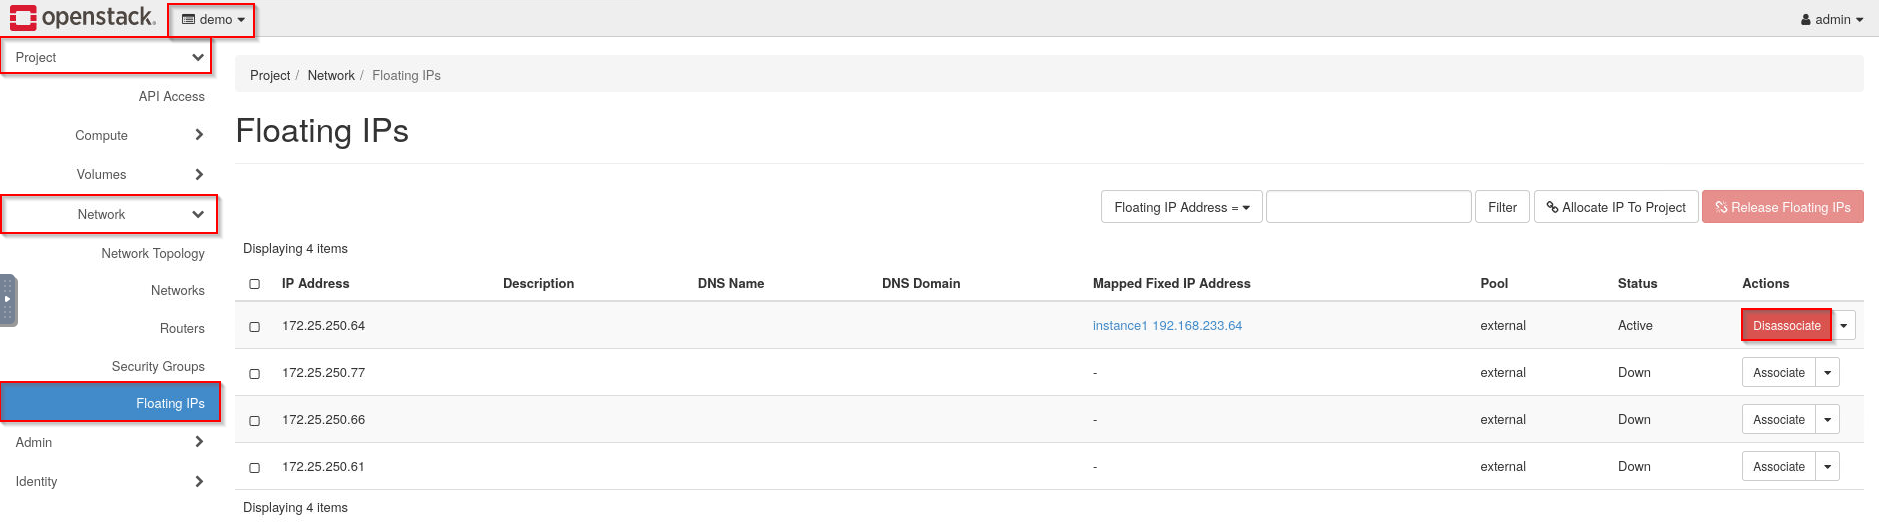 openstack. demo admin
Project
API Access
Compute
Volumes
Network
Network Topology
Networks
Routers
Security Groups
Floating IPs
Admin
Identity
Project / Network / Floating IPs
Floating IPs
Floating IP Address = Filter Allocate IP To Project Release Floating IPs
Displaying 4 items
IP Address Description DNS Name DNS Domain Mapped Fixed IP Address Pool Status Actions
172.25.250.64 instance1 192.168.233.64 external Active Disassociate
172.25.250.77 - external Down Associate
172.25.250.66 - external Down Associate
172.25.250.61 - external Down Associate
Displaying 4 items